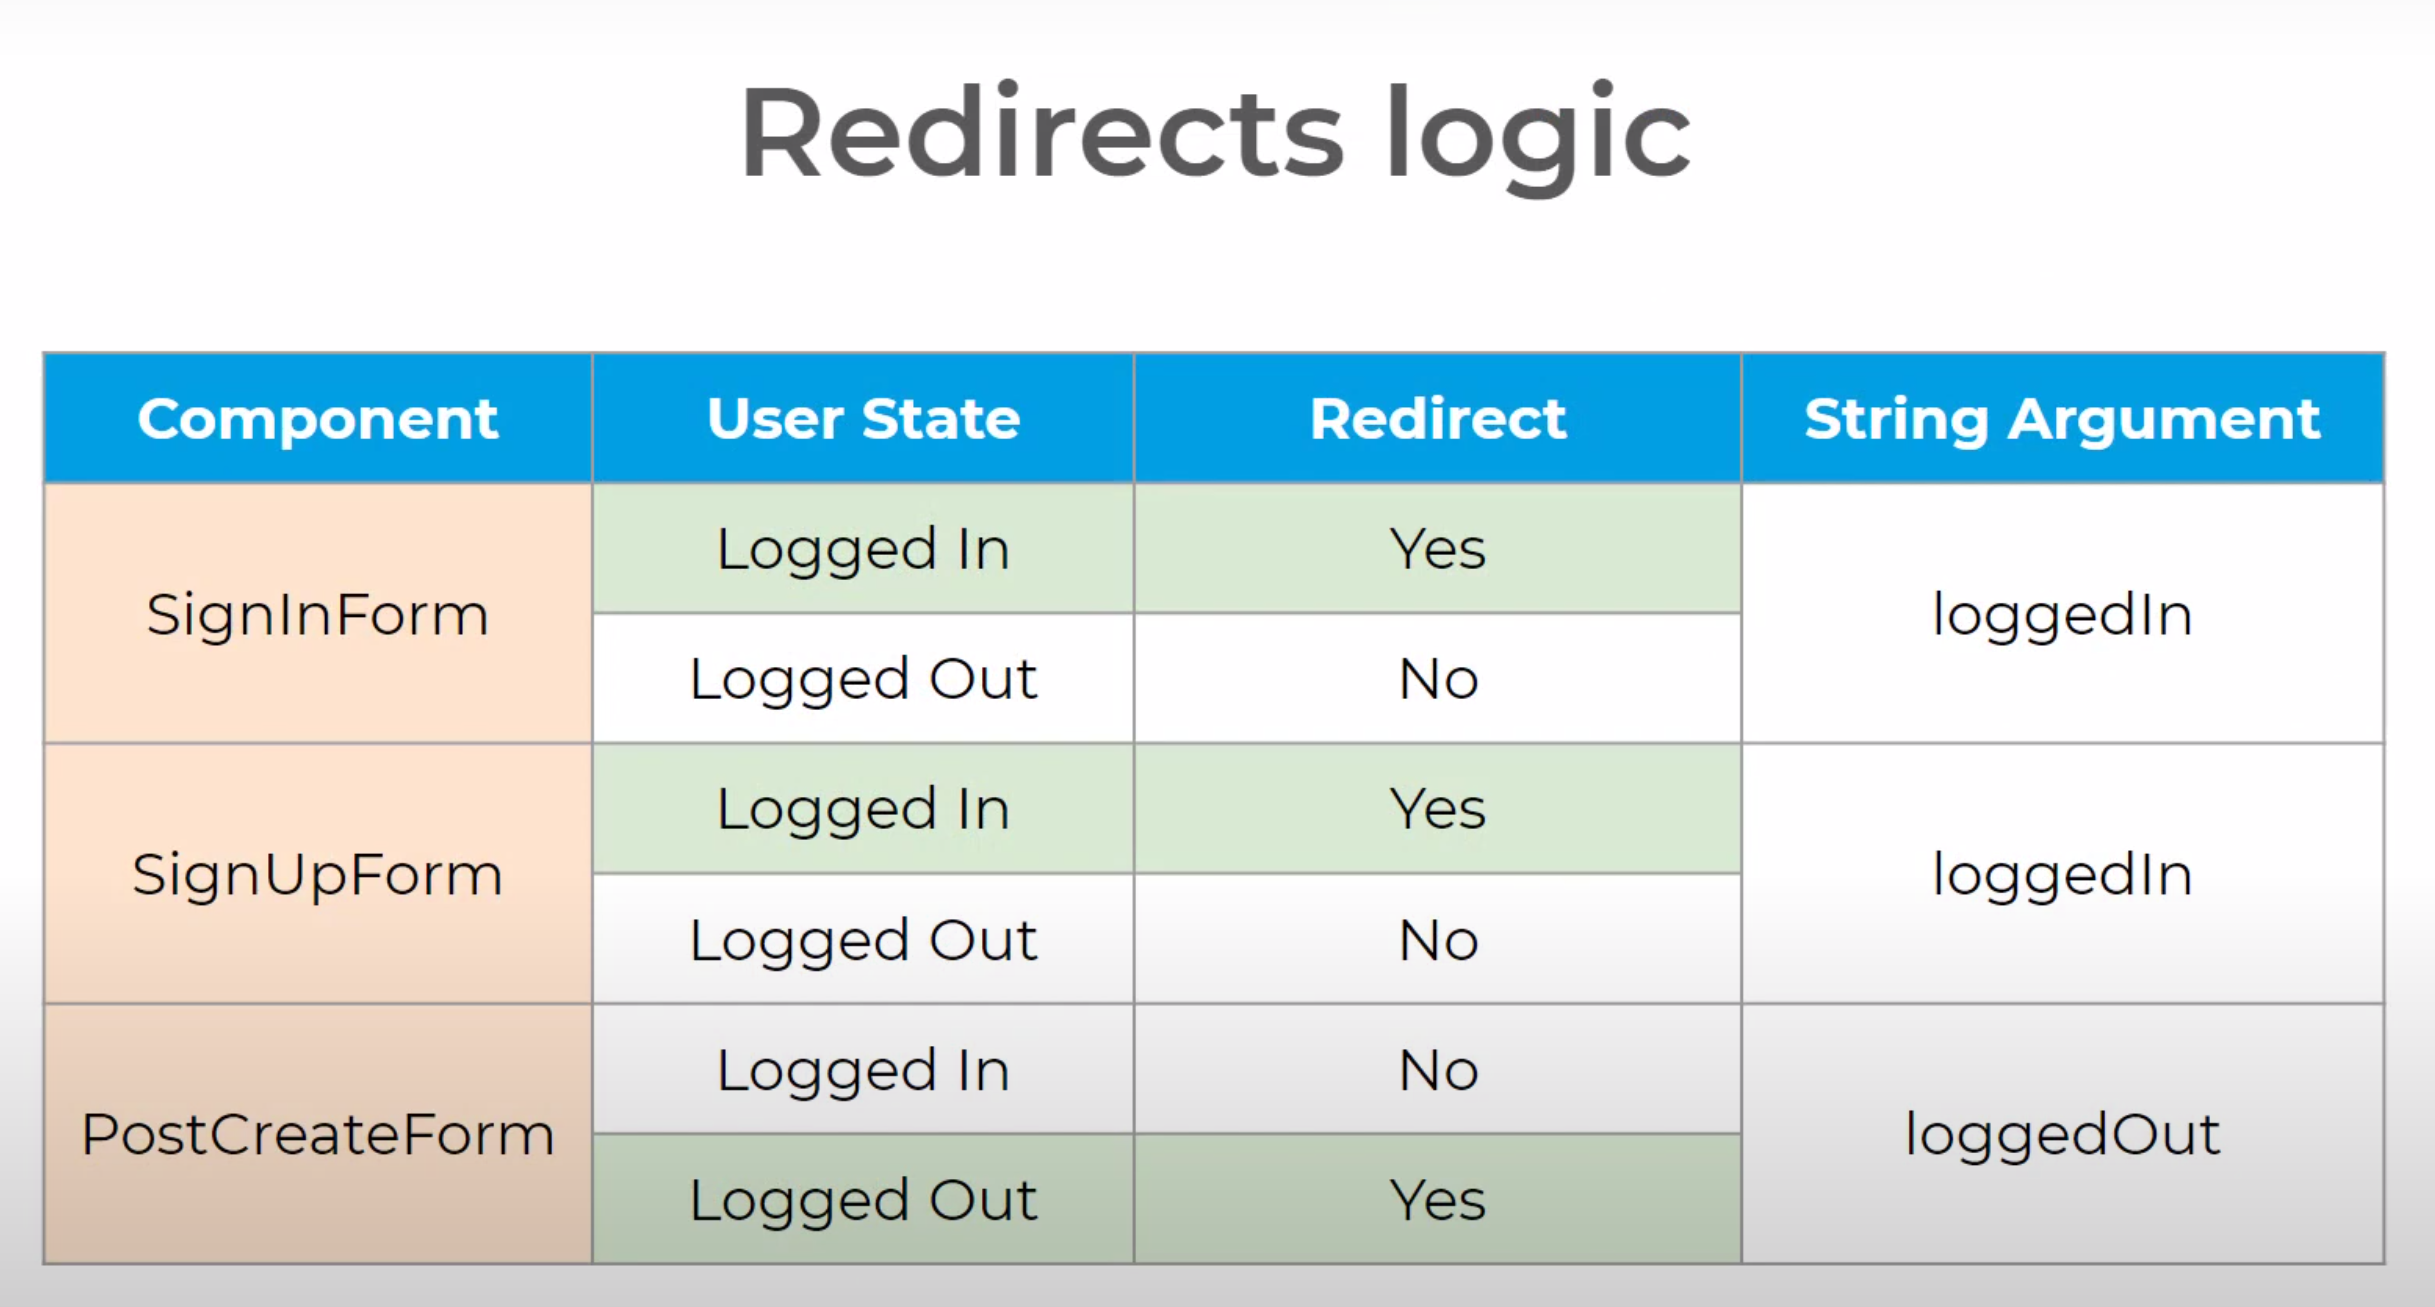 Redirects logic
Component User State Redirect String Argument
SignInForm Logged In Yes loggedIn
Logged Out No
SignUpForm Logged In Yes loggedIn
Logged Out No
PostCreateForm Logged In No loggedOut
Logged Out Yes